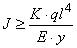 J ≥ K · ql⁴ / E · y